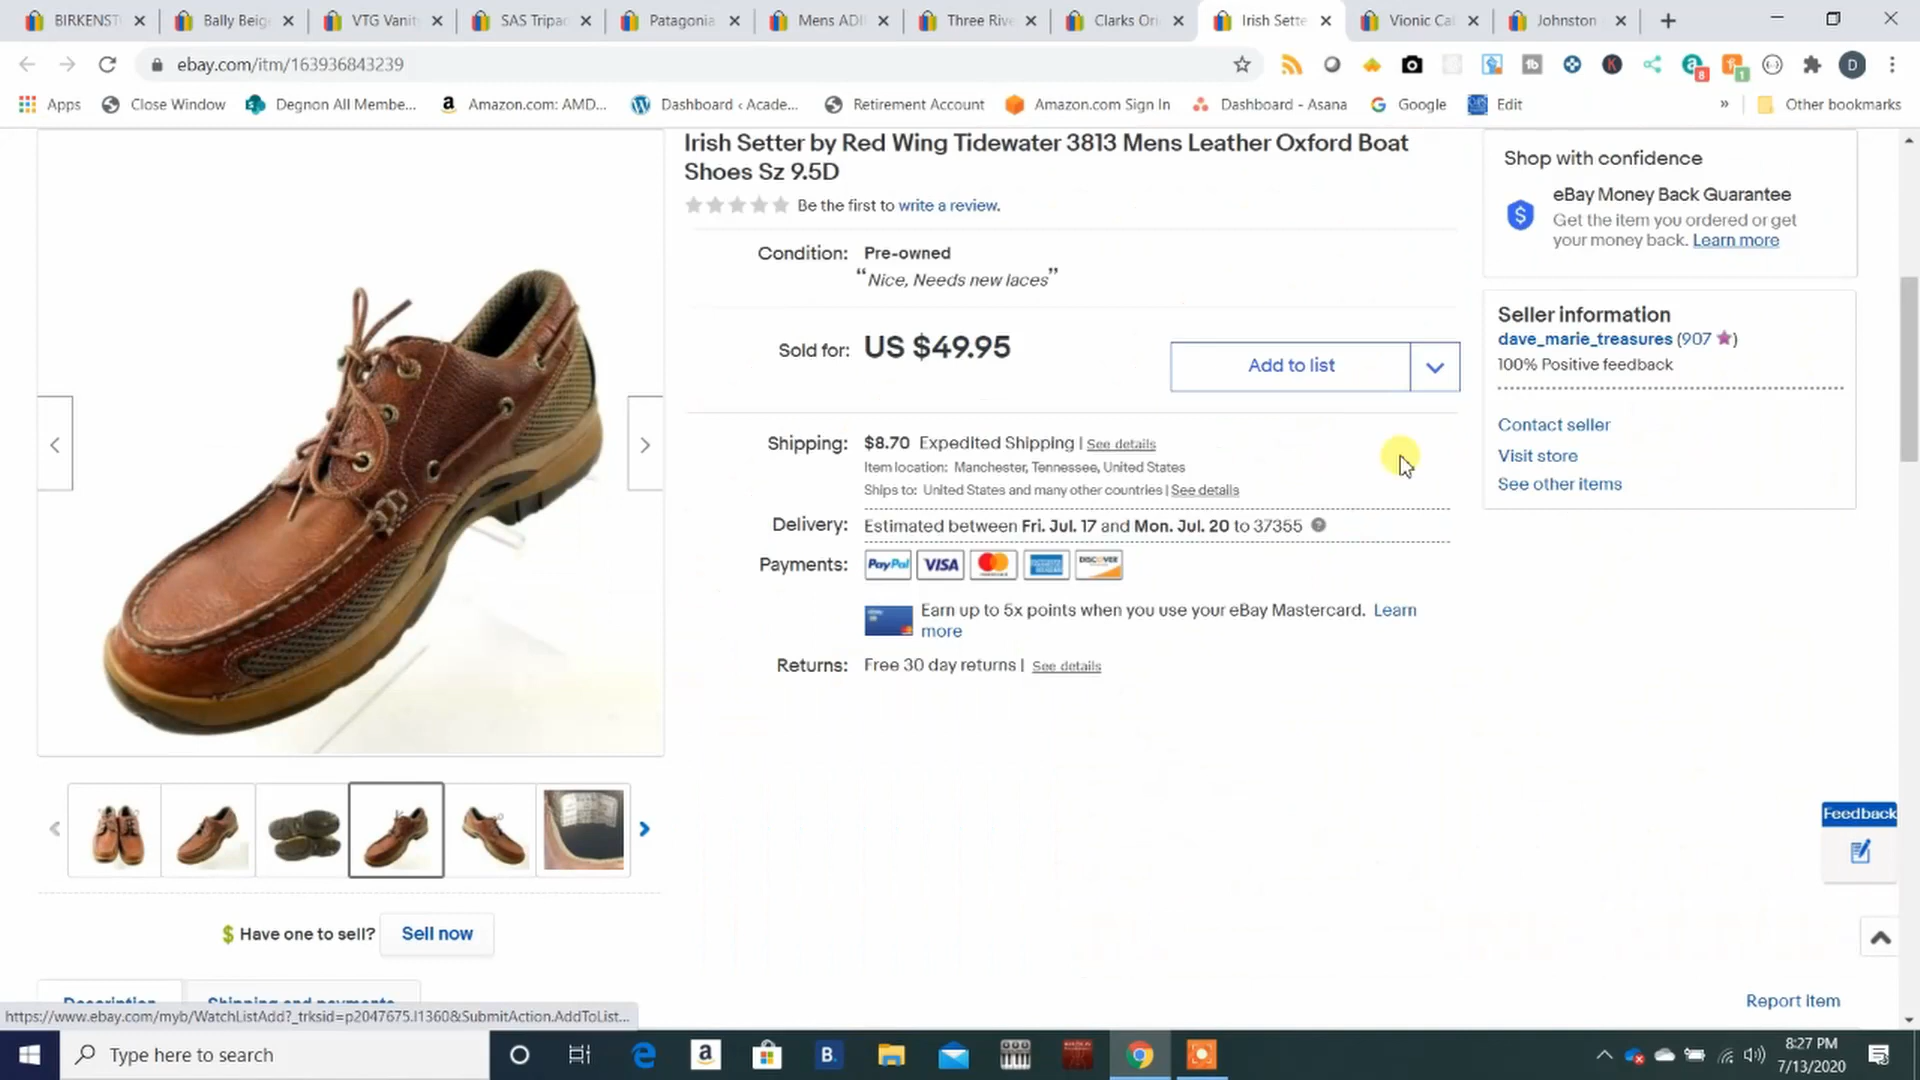 BIRKENST
Bally Beig
VTG Vanit
SAS Tripa
Patagonia
Mens ADI
Three Rive
Clarks Ori
Irish Sette
Vionic Cal
Johnston
ebay.com/itm/163936843239
D
Apps
Close Window
Degnon All Membe...
Amazon.com: AMD...
Dashboard ‹ Acade...
Retirement Account
Amazon.com Sign In
Dashboard - Asana
Google
Edit
»
Other bookmarks
Irish Setter by Red Wing Tidewater 3813 Mens Leather Oxford Boat
Shoes Sz 9.5D
Be the first to write a review.
Condition: Pre-owned
“Nice, Needs new laces”
Sold for: US $49.95
Add to list
Shipping: $8.70 Expedited Shipping | See details
Item location: Manchester, Tennessee, United States
Ships to: United States and many other countries | See details
Delivery: Estimated between Fri. Jul. 17 and Mon. Jul. 20 to 37355
Payments: PayPal VISA DISCOVER
Earn up to 5x points when you use your eBay Mastercard. Learn
more
Returns: Free 30 day returns | See details
Shop with confidence
eBay Money Back Guarantee
Get the item you ordered or get
your money back. Learn more
Seller information
dave_marie_treasures (907 ★)
100% Positive feedback
Contact seller
Visit store
See other items
Feedback
$ Have one to sell? Sell now
Description
Shipping and payments
Report item
https://www.ebay.com/myb/WatchListAdd?_trksid=p2047675.l1360&SubmitAction.AddToList...
Type here to search
8:27 PM
7/13/2020